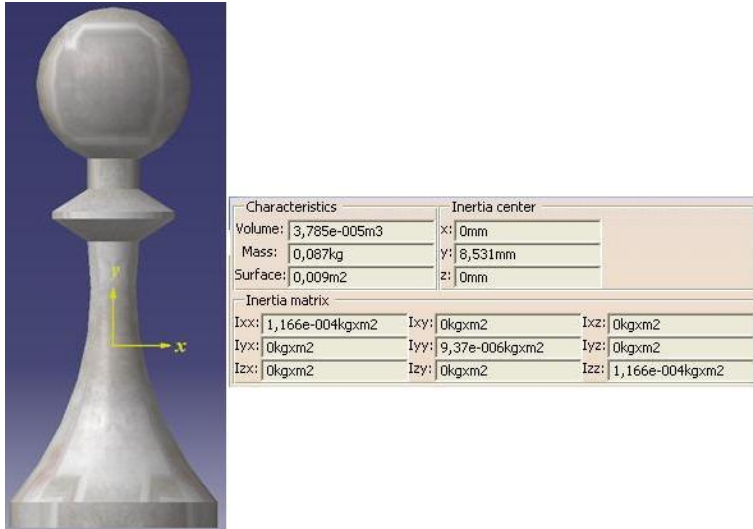 y
x
Characteristics
Inertia center
Volume: 3,785e-005m3
x: 0mm
Mass: 0,087kg
y: 8,531mm
Surface: 0,009m2
z: 0mm
Inertia matrix
Ixx: 1,166e-004kgxm2 Ixy: 0kgxm2 Ixz: 0kgxm2
Iyx: 0kgxm2 Iyy: 9,37e-006kgxm2 Iyz: 0kgxm2
Izx: 0kgxm2 Izy: 0kgxm2 Izz: 1,166e-004kgxm2